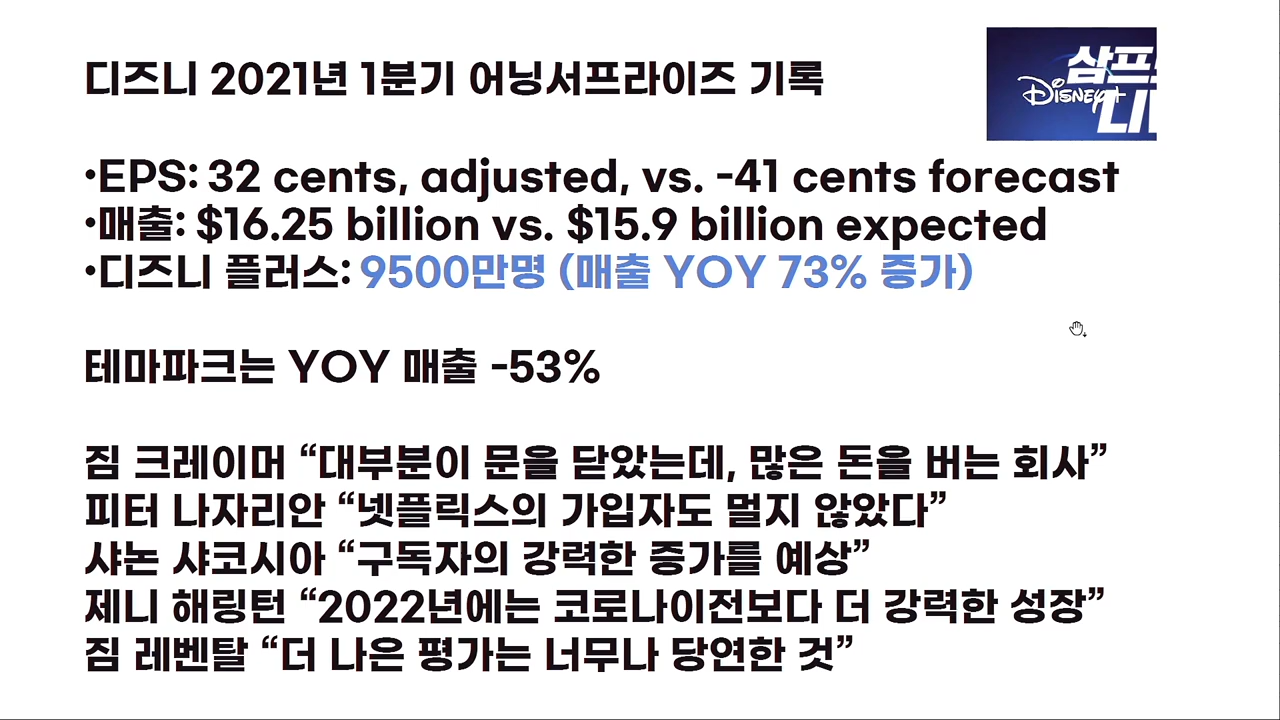 디즈니 2021년 1분기 어닝서프라이즈 기록
DISNEY+
삼프
•EPS: 32 cents, adjusted, vs. -41 cents forecast
•매출: $16.25 billion vs. $15.9 billion expected
•디즈니 플러스: 9500만명 (매출 YOY 73% 증가)
테마파크는 YOY 매출 -53%
짐 크레이머 “대부분이 문을 닫았는데, 많은 돈을 버는 회사”
피터 나자리안 “넷플릭스의 가입자도 멀지 않았다”
샤논 샤코시아 “구독자의 강력한 증가를 예상”
제니 해링턴 “2022년에는 코로나이전보다 더 강력한 성장”
짐 레벤탈 “더 나은 평가는 너무나 당연한 것”